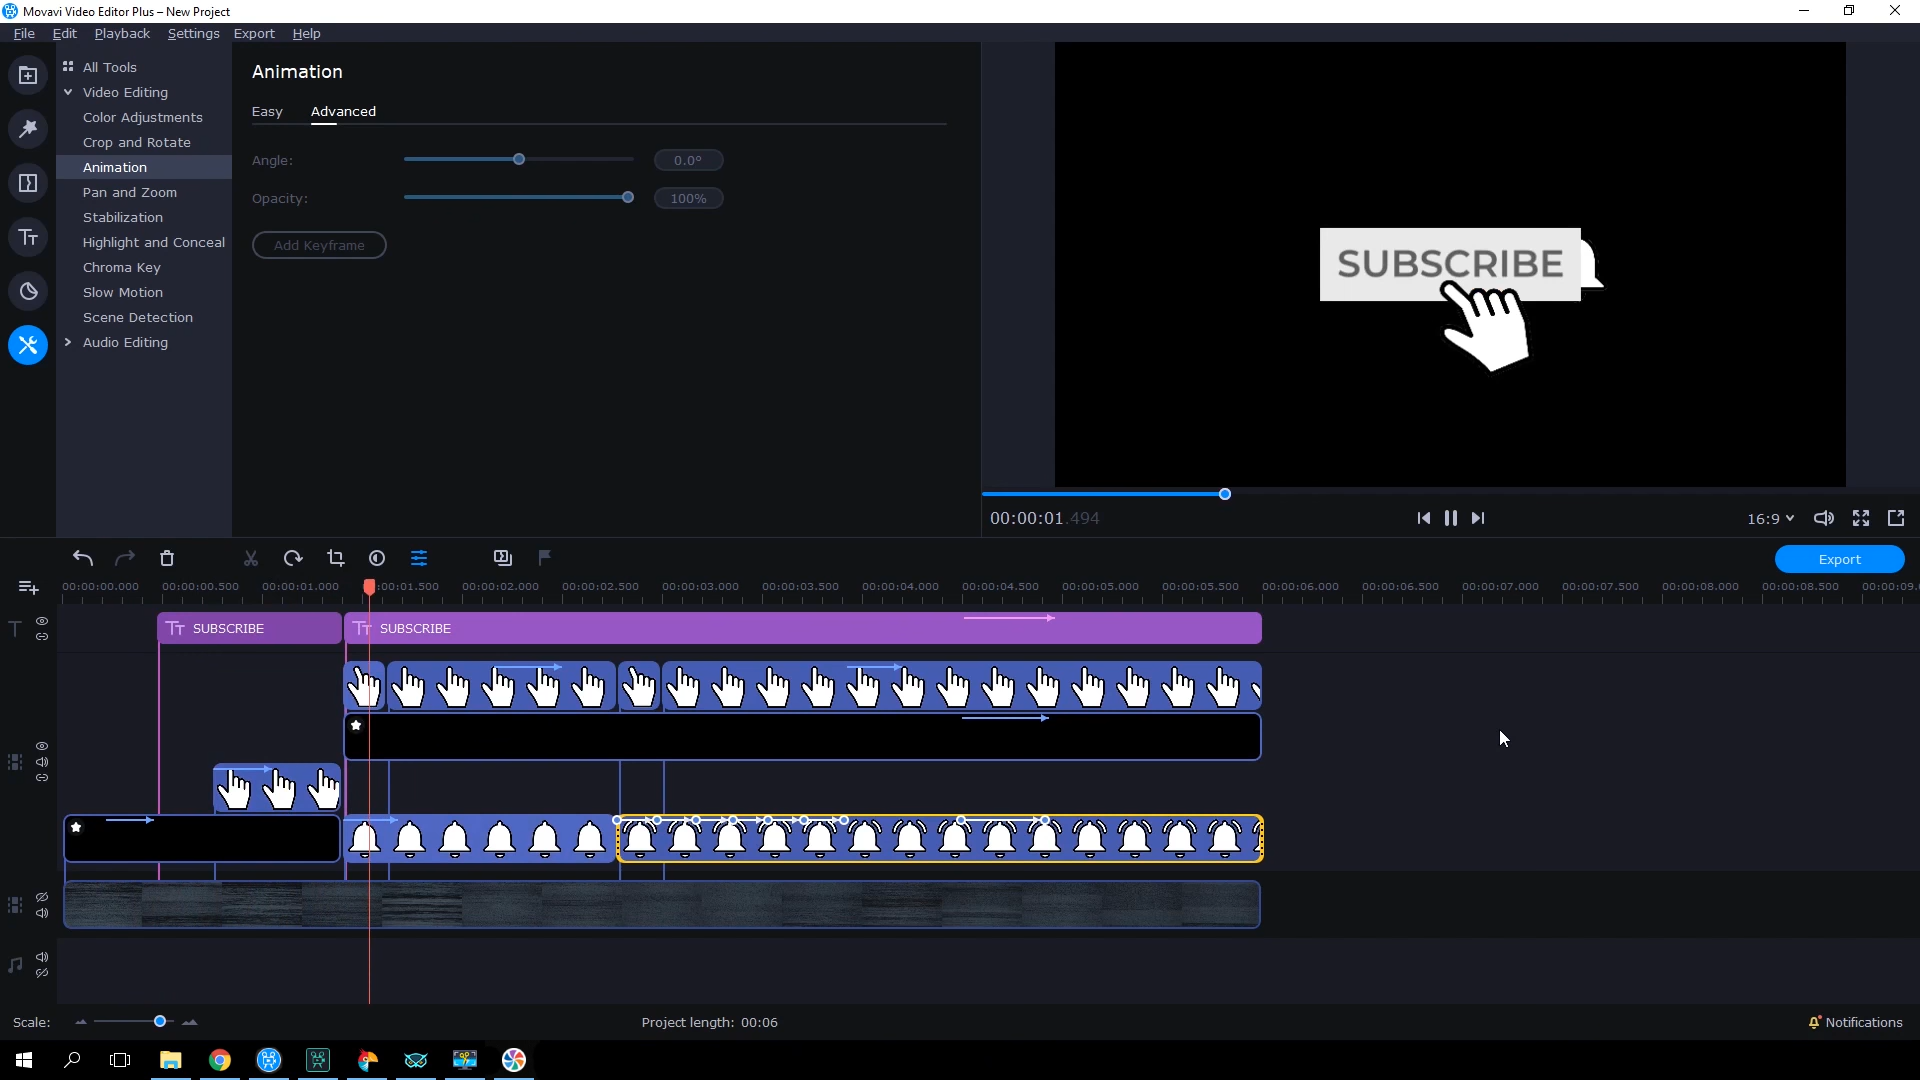 Movavi Video Editor Plus – New Project
File Edit Playback Settings Export Help
All Tools
Video Editing
Color Adjustments
Crop and Rotate
Animation
Pan and Zoom
Stabilization
Highlight and Conceal
Chroma Key
Slow Motion
Scene Detection
Audio Editing
Animation
Easy Advanced
Angle: 0.0°
Opacity: 100%
Add Keyframe
SUBSCRIBE
00:00:01.494
16:9
Export
00:00:00.000 00:00:00.500 00:00:01.000 00:00:01.500 00:00:02.000 00:00:02.500 00:00:03.000 00:00:03.500 00:00:04.000 00:00:04.500 00:00:05.000 00:00:05.500 00:00:06.000 00:00:06.500 00:00:07.000 00:00:07.500 00:00:08.000 00:00:08.500 00:00:09.
SUBSCRIBE SUBSCRIBE
Scale: Project length: 00:06 Notifications